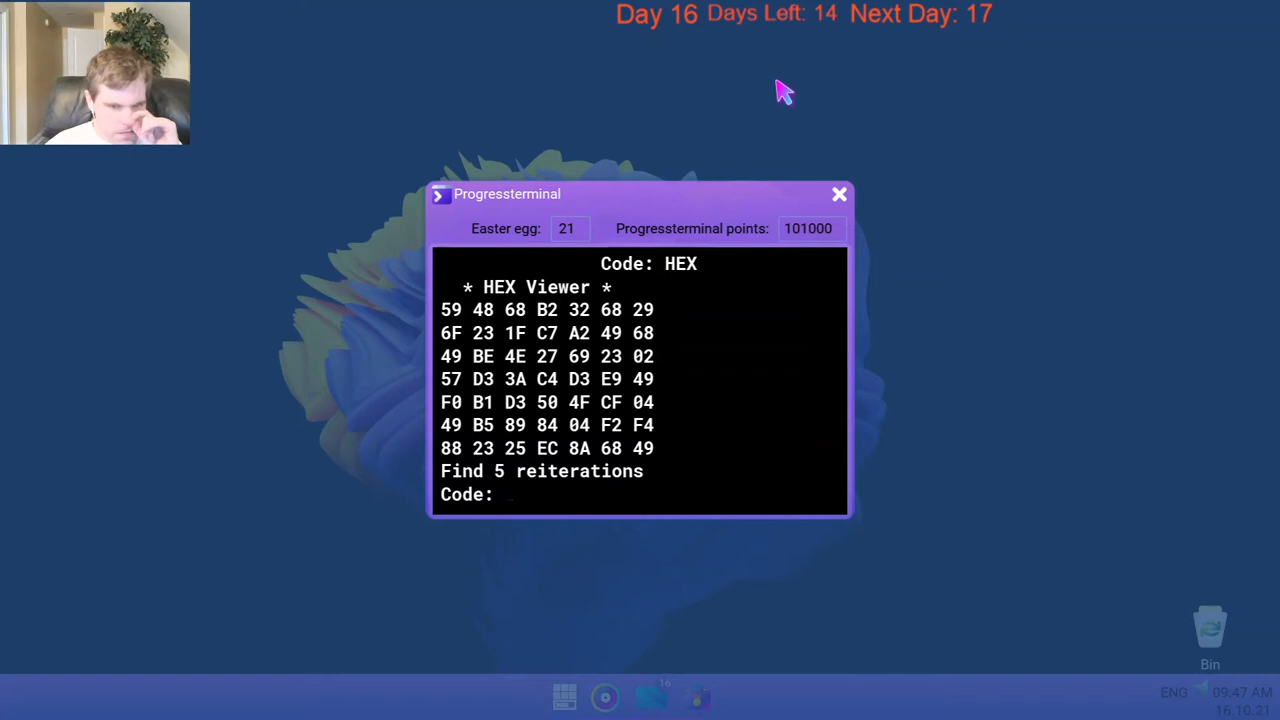 Day 16 Days Left: 14 Next Day: 17
Progressterminal
Easter egg: 21 Progressterminal points: 101000
Code: HEX
* HEX Viewer *
59 48 68 B2 32 68 29
6F 23 1F C7 A2 49 68
49 BE 4E 27 69 23 02
57 D3 3A C4 D3 E9 49
F0 B1 D3 50 4F CF 04
49 B5 89 84 04 F2 F4
88 23 25 EC 8A 68 49
Find 5 reiterations
Code: _
Bin
16
ENG 09:47 AM
16.10.21